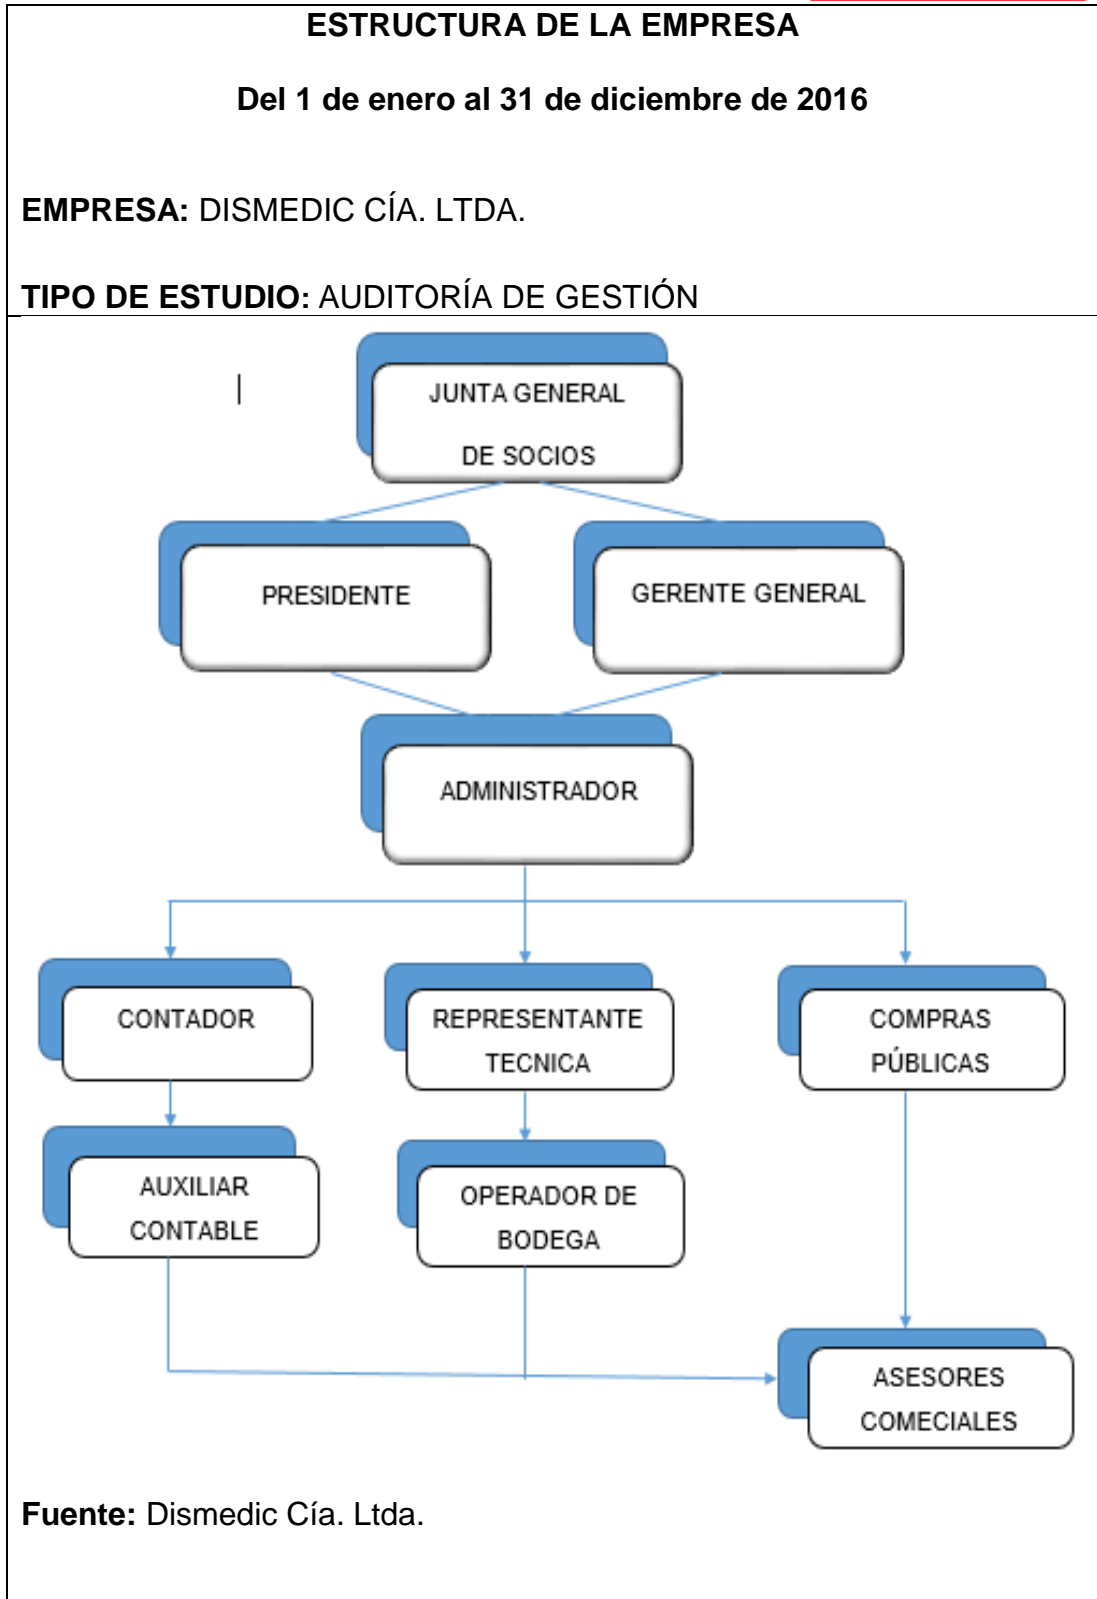 ESTRUCTURA DE LA EMPRESA
Del 1 de enero al 31 de diciembre de 2016
EMPRESA: DISMEDIC CÍA. LTDA.
TIPO DE ESTUDIO: AUDITORÍA DE GESTIÓN
JUNTA GENERAL
DE SOCIOS
PRESIDENTE
GERENTE GENERAL
ADMINISTRADOR
CONTADOR
REPRESENTANTE
TECNICA
COMPRAS
PÚBLICAS
AUXILIAR
CONTABLE
OPERADOR DE
BODEGA
ASESORES
COMECIALES
Fuente: Dismedic Cía. Ltda.